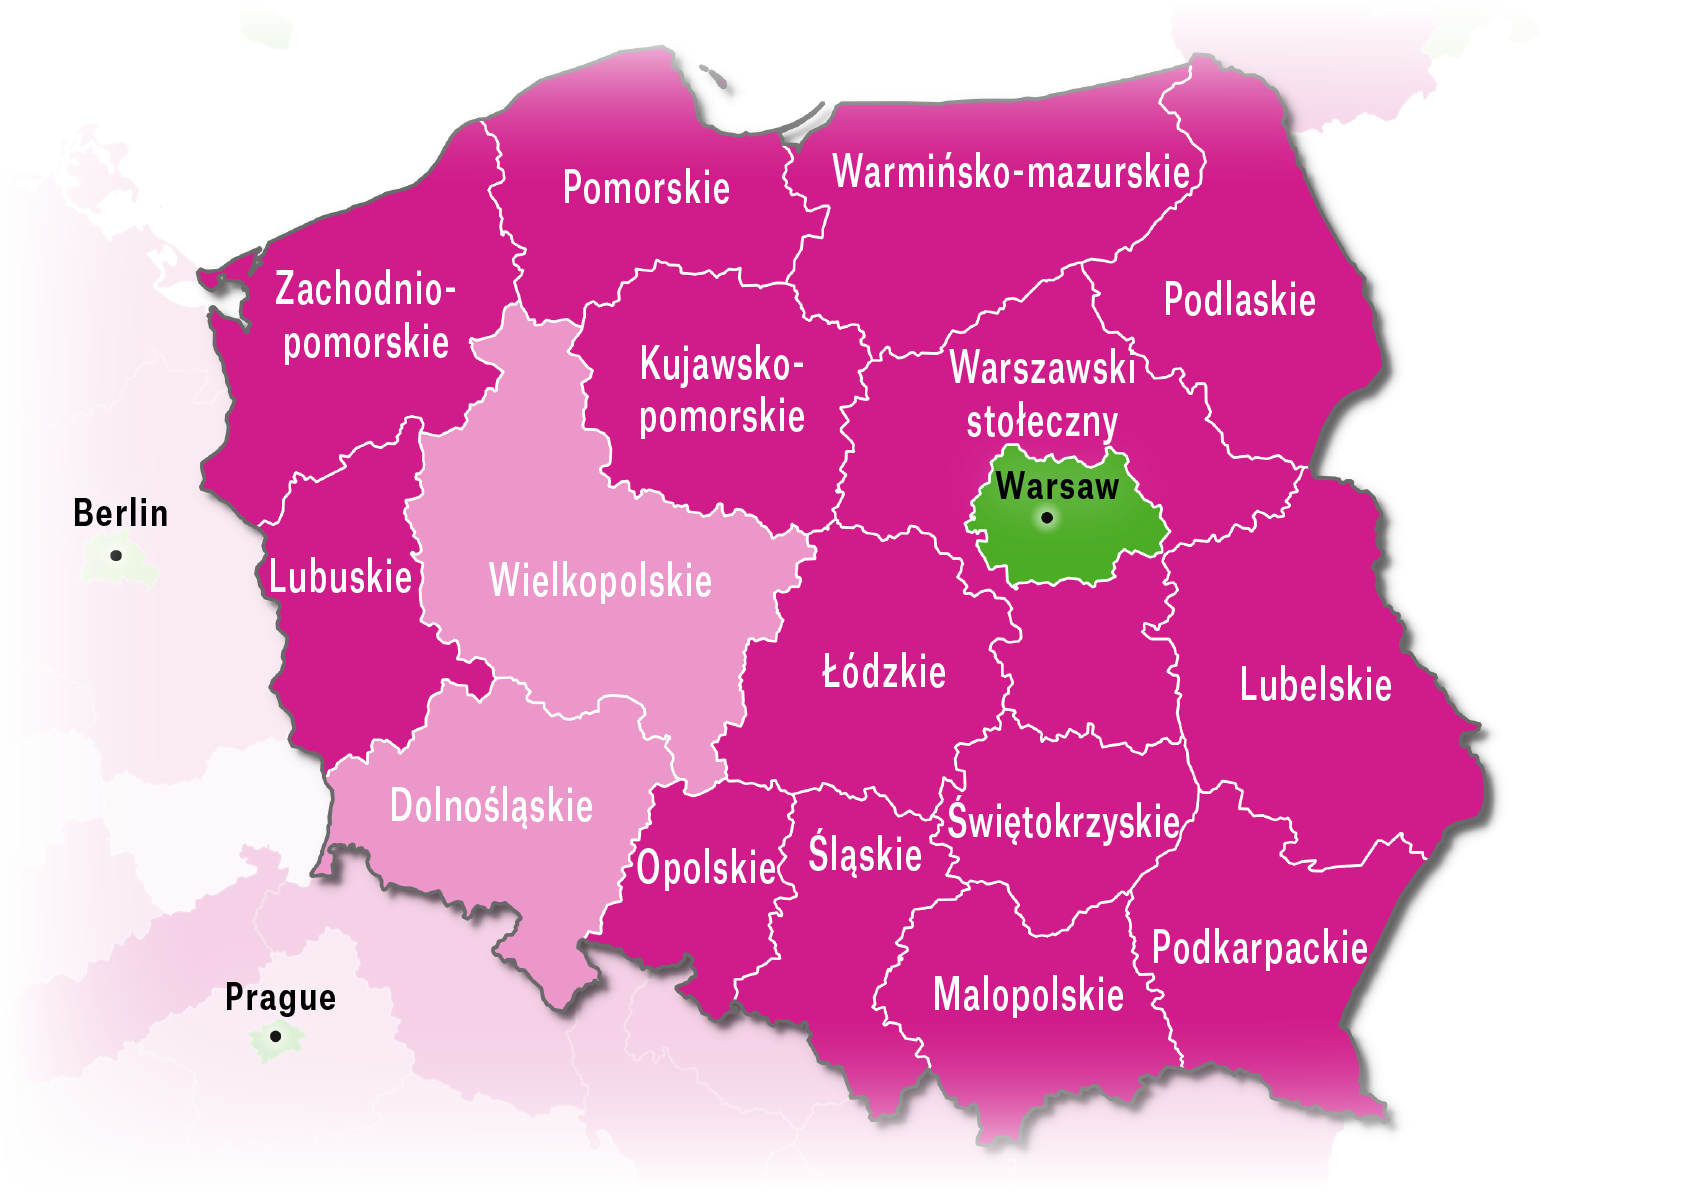 Pomorskie
Warmińsko-mazurskie
Zachodnio-
pomorskie
Podlaskie
Kujawsko-
pomorskie
Warszawski
stołeczny
Warsaw
Berlin
Lubuskie
Wielkopolskie
Łódzkie
Lubelskie
Dolnośląskie
Opolskie
Śląskie
Świętokrzyskie
Podkarpackie
Malopolskie
Prague